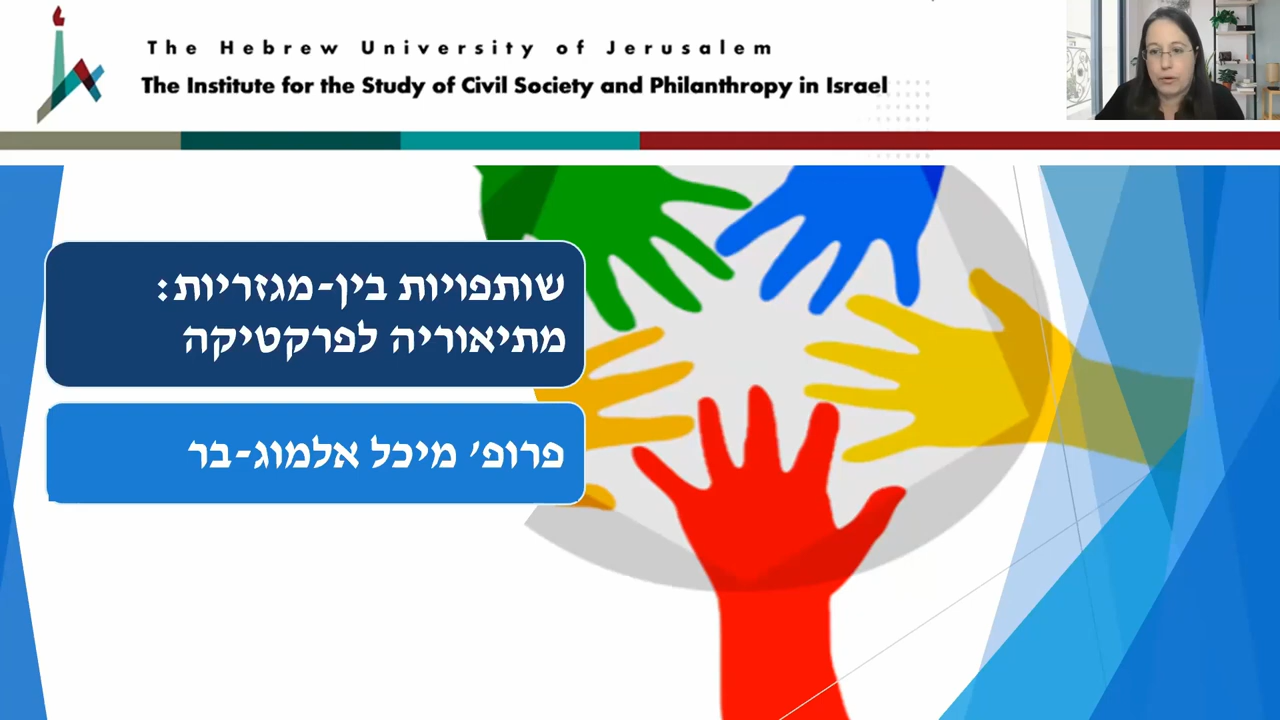 The Hebrew University of Jerusalem
The Institute for the Study of Civil Society and Philanthropy in Israel
שותפויות בין-מגזריות:
מתיאוריה לפרקטיקה
פרופ' מיכל אלמוג-בר